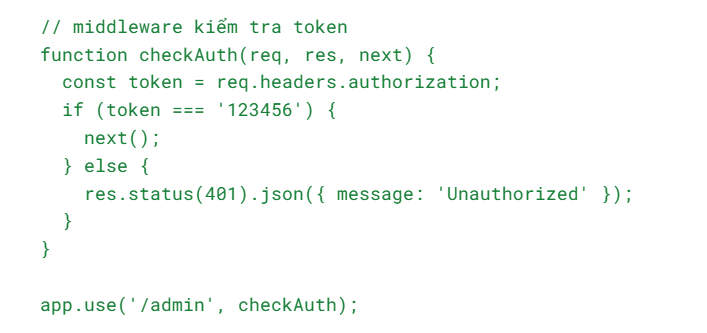 // middleware kiểm tra token
function checkAuth(req, res, next) {
  const token = req.headers.authorization;
  if (token === '123456') {
    next();
  } else {
    res.status(401).json({ message: 'Unauthorized' });
  }
}

app.use('/admin', checkAuth);